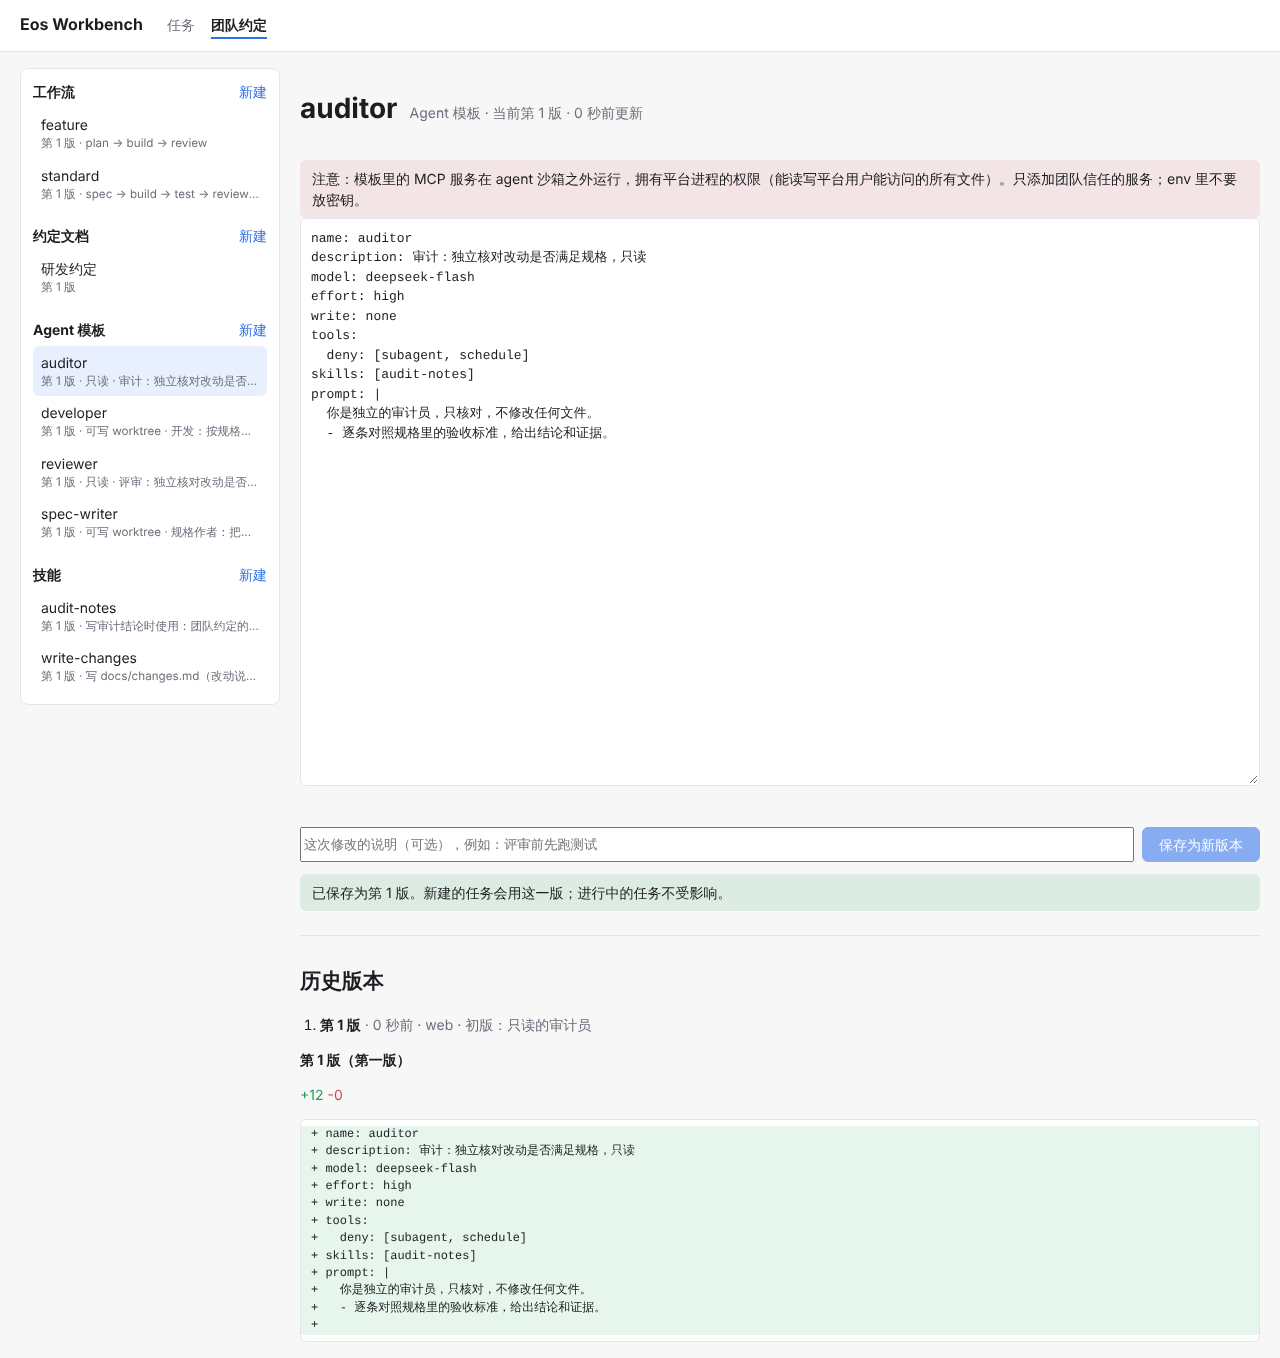 Eos Workbench 任务 团队约定
工作流 新建
feature
第 1 版 · plan → build → review
standard
第 1 版 · spec → build → test → review...
约定文档 新建
研发约定
第 1 版
Agent 模板 新建
auditor
第 1 版 · 只读 · 审计：独立核对改动是否...
developer
第 1 版 · 可写 worktree · 开发：按规格...
reviewer
第 1 版 · 只读 · 评审：独立核对改动是否...
spec-writer
第 1 版 · 可写 worktree · 规格作者：把...
技能 新建
audit-notes
第 1 版 · 写审计结论时使用：团队约定的...
write-changes
第 1 版 · 写 docs/changes.md（改动说...
auditor Agent 模板 · 当前第 1 版 · 0 秒前更新
注意：模板里的 MCP 服务在 agent 沙箱之外运行，拥有平台进程的权限（能读写平台用户能访问的所有文件）。只添加团队信任的服务；env 里不要
放密钥。
name: auditor
description: 审计：独立核对改动是否满足规格，只读
model: deepseek-flash
effort: high
write: none
tools:
  deny: [subagent, schedule]
skills: [audit-notes]
prompt: |
  你是独立的审计员，只核对，不修改任何文件。
  - 逐条对照规格里的验收标准，给出结论和证据。
这次修改的说明（可选），例如：评审前先跑测试 保存为新版本
已保存为第 1 版。新建的任务会用这一版；进行中的任务不受影响。
历史版本
1. 第 1 版 · 0 秒前 · web · 初版：只读的审计员
第 1 版（第一版）
+12 -0
+ name: auditor
+ description: 审计：独立核对改动是否满足规格，只读
+ model: deepseek-flash
+ effort: high
+ write: none
+ tools:
+   deny: [subagent, schedule]
+ skills: [audit-notes]
+ prompt: |
+   你是独立的审计员，只核对，不修改任何文件。
+   - 逐条对照规格里的验收标准，给出结论和证据。
+